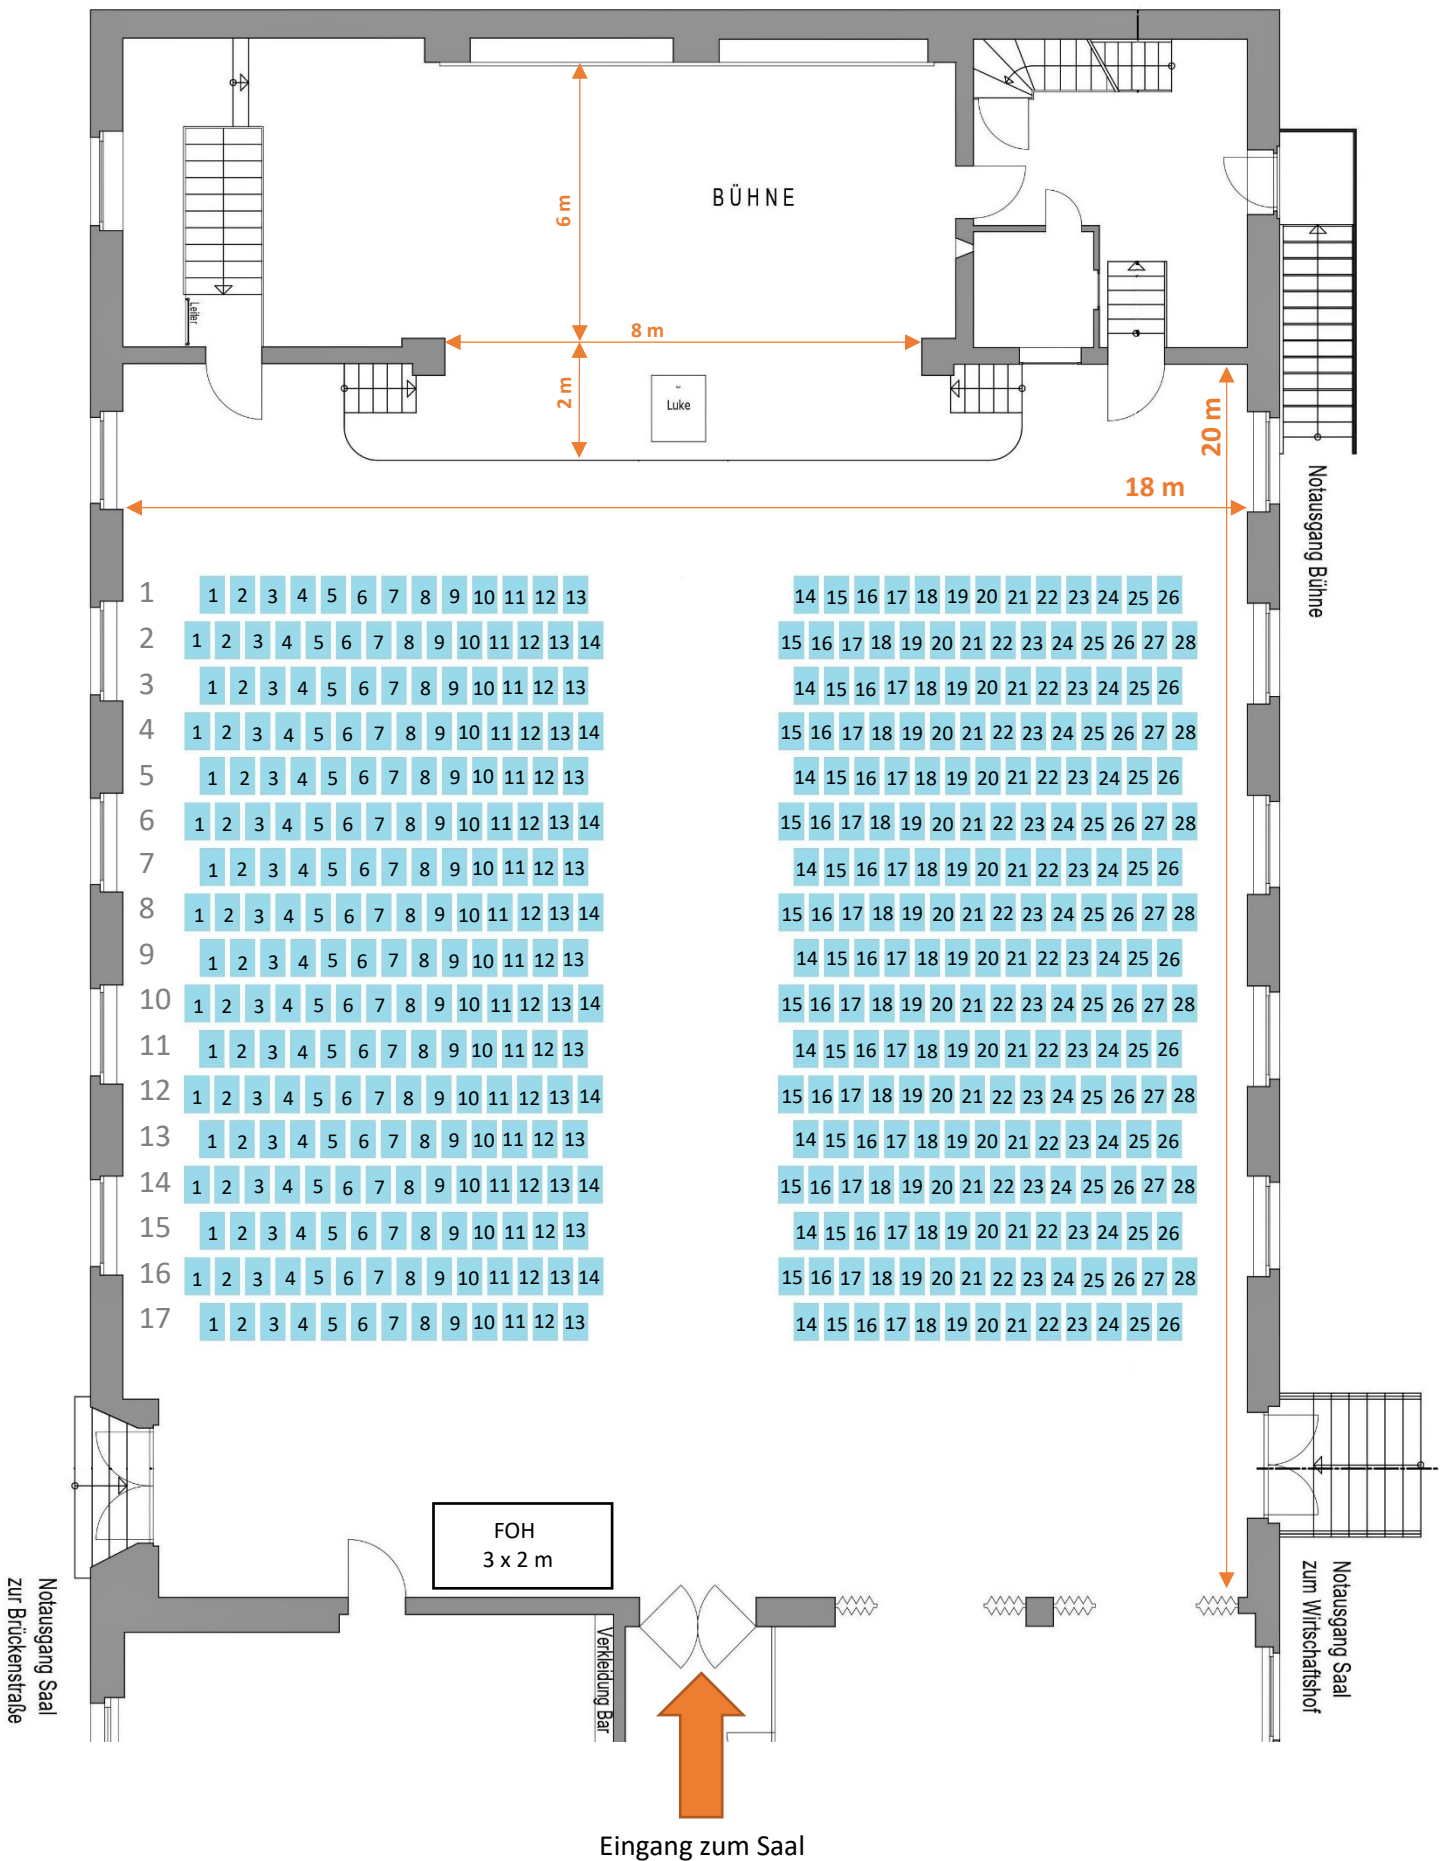 BÜHNE
6 m
Leiter
8 m
2 m
Luke
20 m
18 m
Notausgang Bühne
1 1 2 3 4 5 6 7 8 9 10 11 12 13 14 15 16 17 18 19 20 21 22 23 24 25 26
2 1 2 3 4 5 6 7 8 9 10 11 12 13 14 15 16 17 18 19 20 21 22 23 24 25 26 27 28
3 1 2 3 4 5 6 7 8 9 10 11 12 13 14 15 16 17 18 19 20 21 22 23 24 25 26
4 1 2 3 4 5 6 7 8 9 10 11 12 13 14 15 16 17 18 19 20 21 22 23 24 25 26 27 28
5 1 2 3 4 5 6 7 8 9 10 11 12 13 14 15 16 17 18 19 20 21 22 23 24 25 26
6 1 2 3 4 5 6 7 8 9 10 11 12 13 14 15 16 17 18 19 20 21 22 23 24 25 26 27 28
7 1 2 3 4 5 6 7 8 9 10 11 12 13 14 15 16 17 18 19 20 21 22 23 24 25 26
8 1 2 3 4 5 6 7 8 9 10 11 12 13 14 15 16 17 18 19 20 21 22 23 24 25 26 27 28
9 1 2 3 4 5 6 7 8 9 10 11 12 13 14 15 16 17 18 19 20 21 22 23 24 25 26
10 1 2 3 4 5 6 7 8 9 10 11 12 13 14 15 16 17 18 19 20 21 22 23 24 25 26 27 28
11 1 2 3 4 5 6 7 8 9 10 11 12 13 14 15 16 17 18 19 20 21 22 23 24 25 26
12 1 2 3 4 5 6 7 8 9 10 11 12 13 14 15 16 17 18 19 20 21 22 23 24 25 26 27 28
13 1 2 3 4 5 6 7 8 9 10 11 12 13 14 15 16 17 18 19 20 21 22 23 24 25 26
14 1 2 3 4 5 6 7 8 9 10 11 12 13 14 15 16 17 18 19 20 21 22 23 24 25 26 27 28
15 1 2 3 4 5 6 7 8 9 10 11 12 13 14 15 16 17 18 19 20 21 22 23 24 25 26
16 1 2 3 4 5 6 7 8 9 10 11 12 13 14 15 16 17 18 19 20 21 22 23 24 25 26 27 28
17 1 2 3 4 5 6 7 8 9 10 11 12 13 14 15 16 17 18 19 20 21 22 23 24 25 26
FOH
3 x 2 m
Notausgang Saal
zur Brückenstraße
Verkleidung Bar
Notausgang Saal
zum Wirtschaftshof
Eingang zum Saal